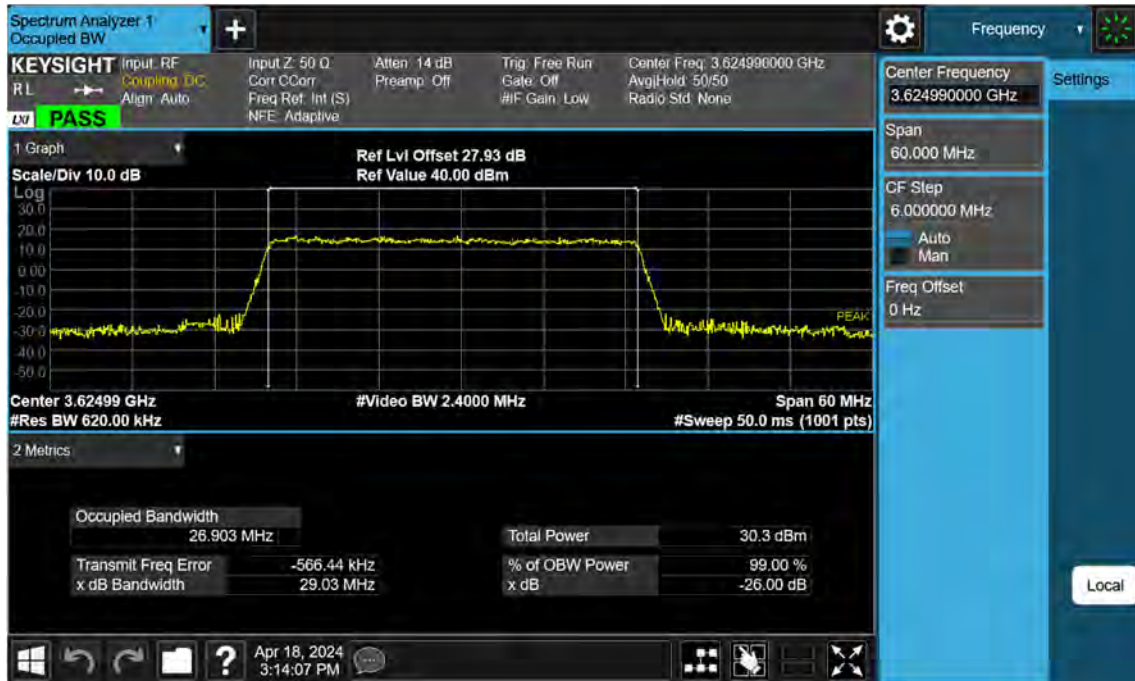 Spectrum Analyzer 1
Occupied BW
+
Frequency
KEYSIGHT
Input: RF
Coupling: DC
Align: Auto
Input Z: 50 Ω
Corr CCorr
Freq Ref: Int (S)
NFE: Adaptive
Atten: 14 dB
Preamp: Off
Trig: Free Run
Gate: Off
#IF Gain: Low
Center Freq: 3.624990000 GHz
Avg|Hold: 50/50
Radio Std: None
RL
LXI
PASS
Center Frequency
3.624990000 GHz
Settings
Span
60.000 MHz
CF Step
6.000000 MHz
Auto
Man
Freq Offset
0 Hz
1 Graph
Scale/Div 10.0 dB
Ref Lvl Offset 27.93 dB
Ref Value 40.00 dBm
Log
30.0
20.0
10.0
0.00
-10.0
-20.0
-30.0
-40.0
-50.0
PEAK
Center 3.62499 GHz
#Video BW 2.4000 MHz
Span 60 MHz
#Res BW 620.00 kHz
#Sweep 50.0 ms (1001 pts)
2 Metrics
Occupied Bandwidth
26.903 MHz
Total Power 30.3 dBm
Transmit Freq Error -566.44 kHz
% of OBW Power 99.00 %
x dB Bandwidth 29.03 MHz
x dB -26.00 dB
Local
?
Apr 18, 2024
3:14:07 PM